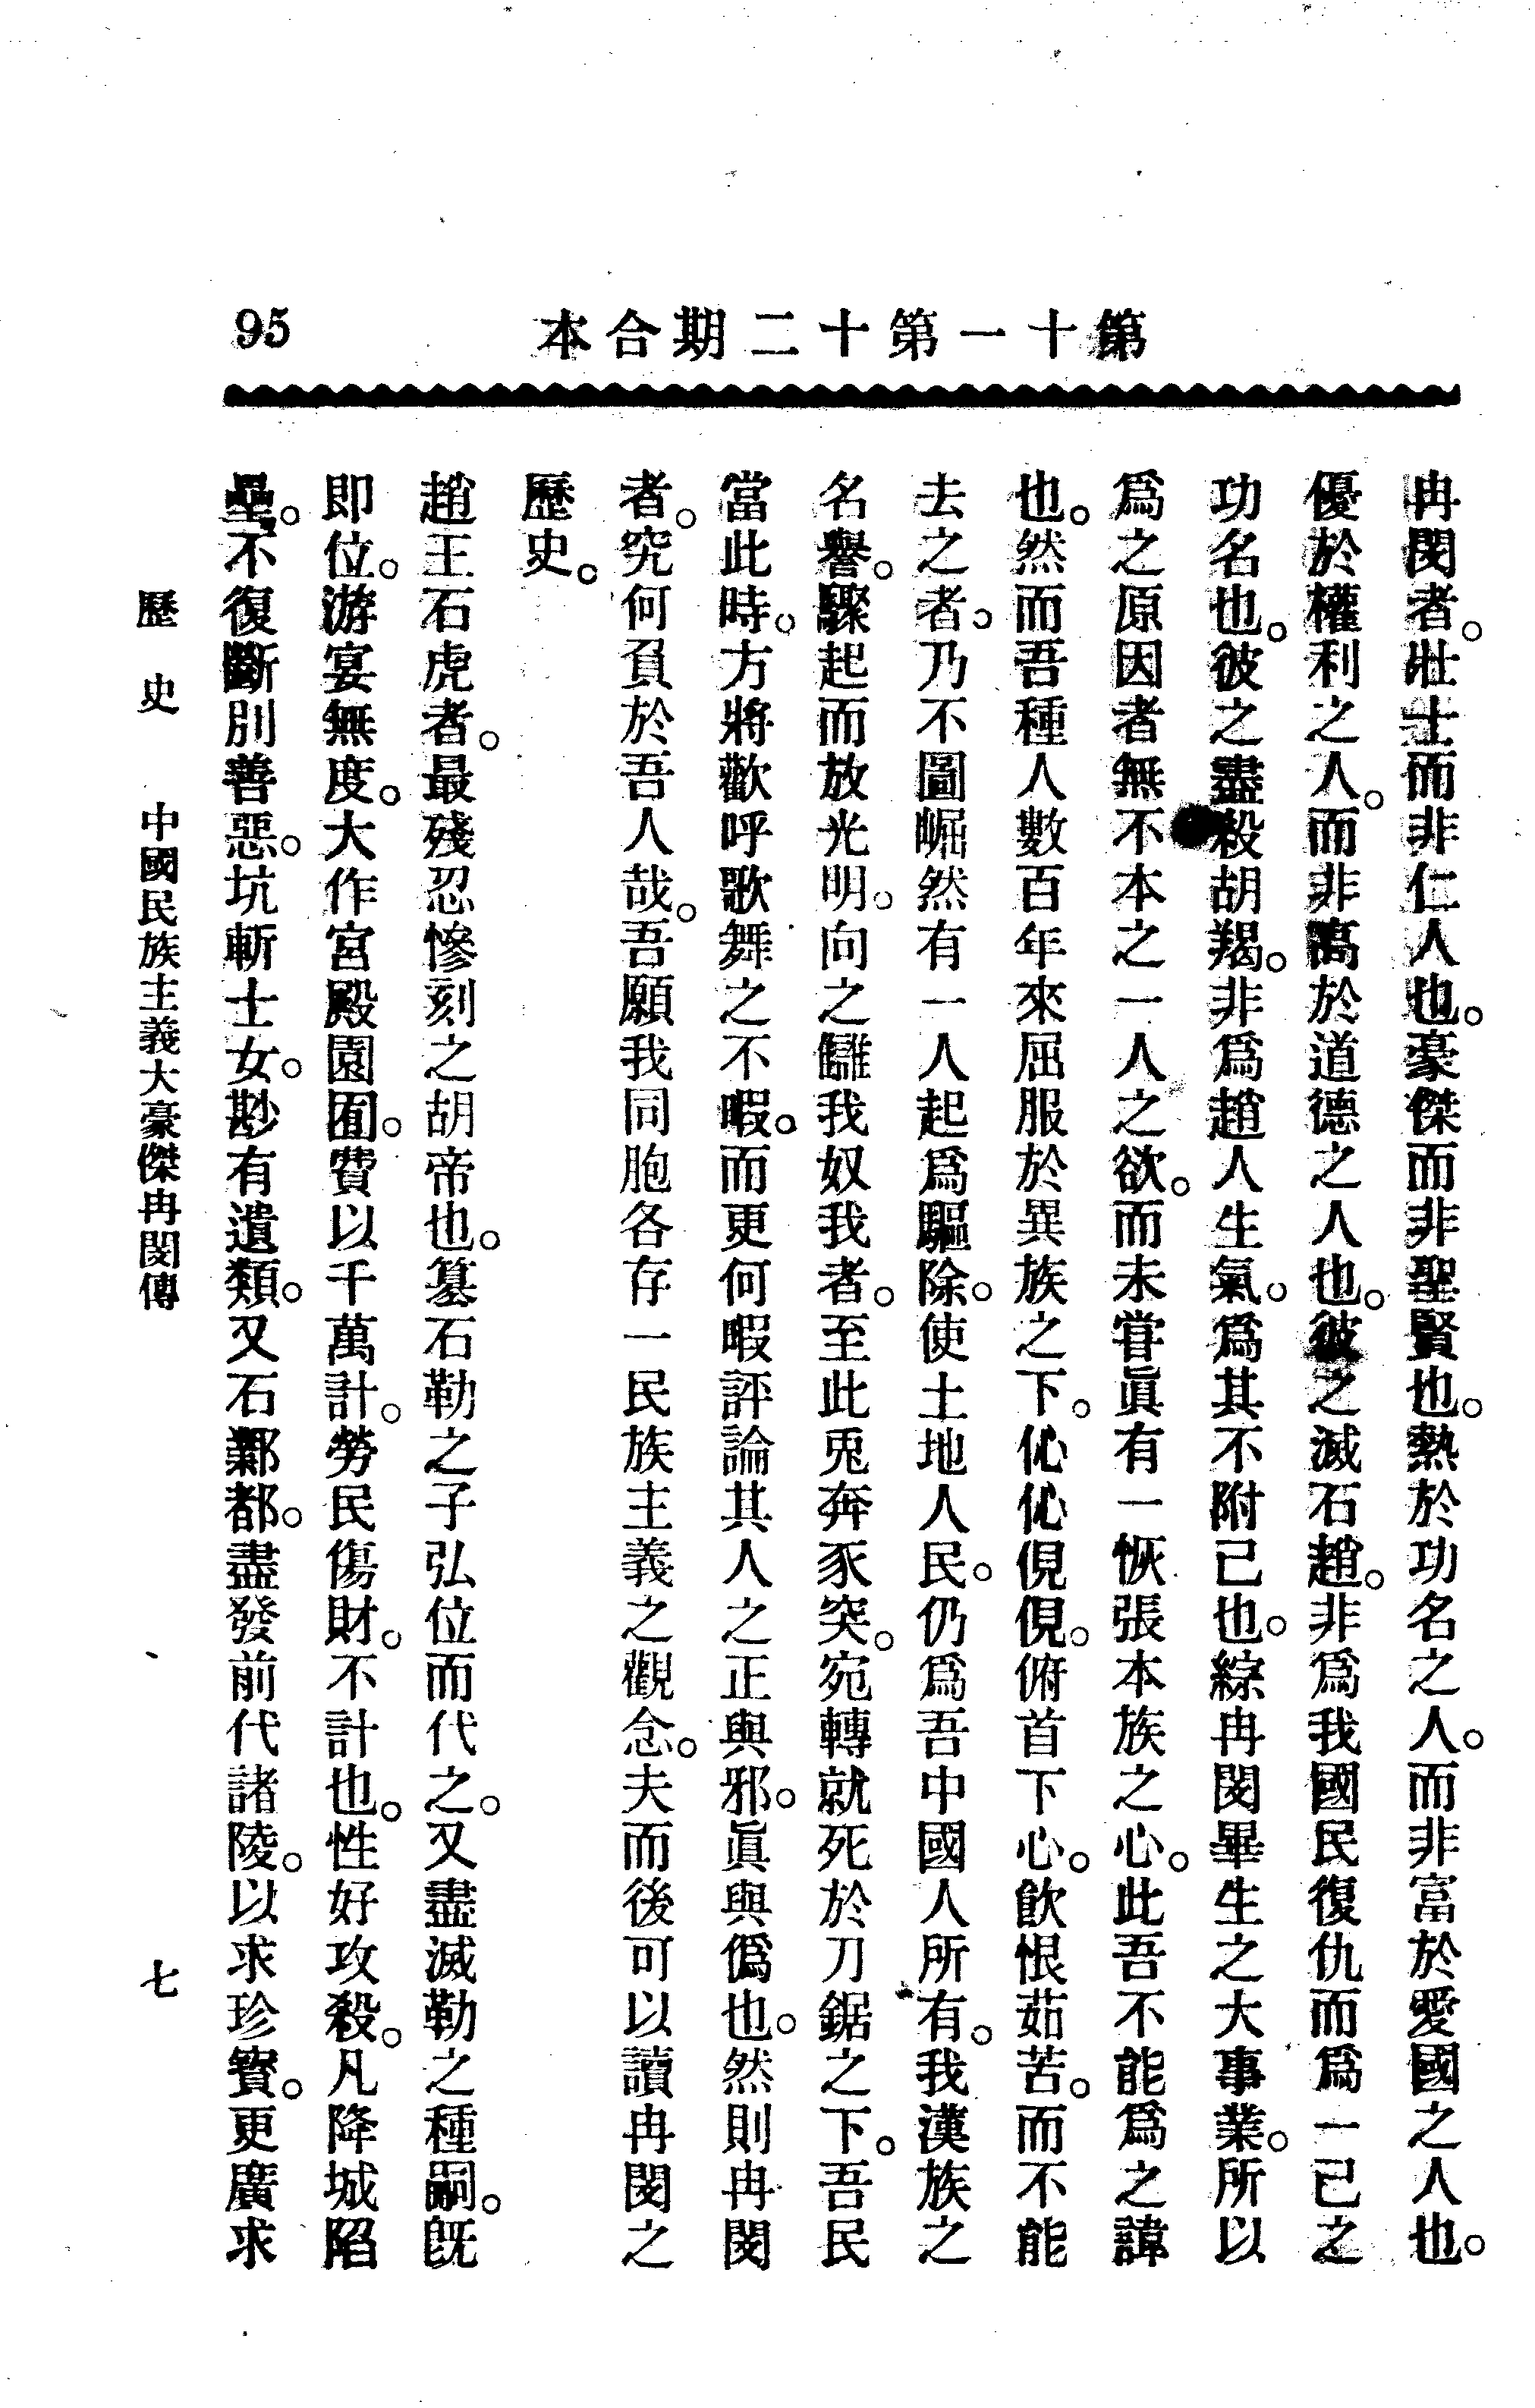 第十一第十二期合本
95
冉閔者。壯士而非仁人也。豪傑而非聖賢也。熱於功名之人。而非富於愛國之人也。
優於權利之人。而非高於道德之人也。彼之滅石趙。非爲我國民復仇而爲一己之
功名也。彼之盡殺胡羯。非爲趙人生氣。爲其不附己也。綜冉閔畢生之大事業。所以
爲之原因者無不本之一人之欲。而未甞眞有一恢張本族之心。此吾不能爲之諱
也。然而吾種人數百年來屈服於異族之下。伈伈俔俔。俯首下心。飮恨茹苦。而不能
去之者。乃不圖崛然有一人起爲驅除。使土地人民。仍爲吾中國人所有。我漢族之
名譽。驟起而放光明。向之讎我奴我者。至此兎奔豕突。宛轉就死於刀鋸之下。吾民
當此時。方將歡呼歌舞之不暇。而更何暇評論其人之正與邪。眞與僞也。然則冉閔
者。究何負於吾人哉。吾願我同胞各存一民族主義之觀念。夫而後可以讀冉閔之
歷史。
趙王石虎者。最殘忍慘刻之胡帝也。篡石勒之子弘位而代之。又盡滅勒之種嗣。旣
即位。游宴無度。大作宮殿園囿。費以千萬計。勞民傷財。不計也。性好攻殺。凡降城陷
壘。不復斷別善惡。坑斬士女。尠有遺類。又石鄴都。盡發前代諸陵。以求珍寳。更廣求
歷史
中國民族主義大豪傑冉閔傳
七